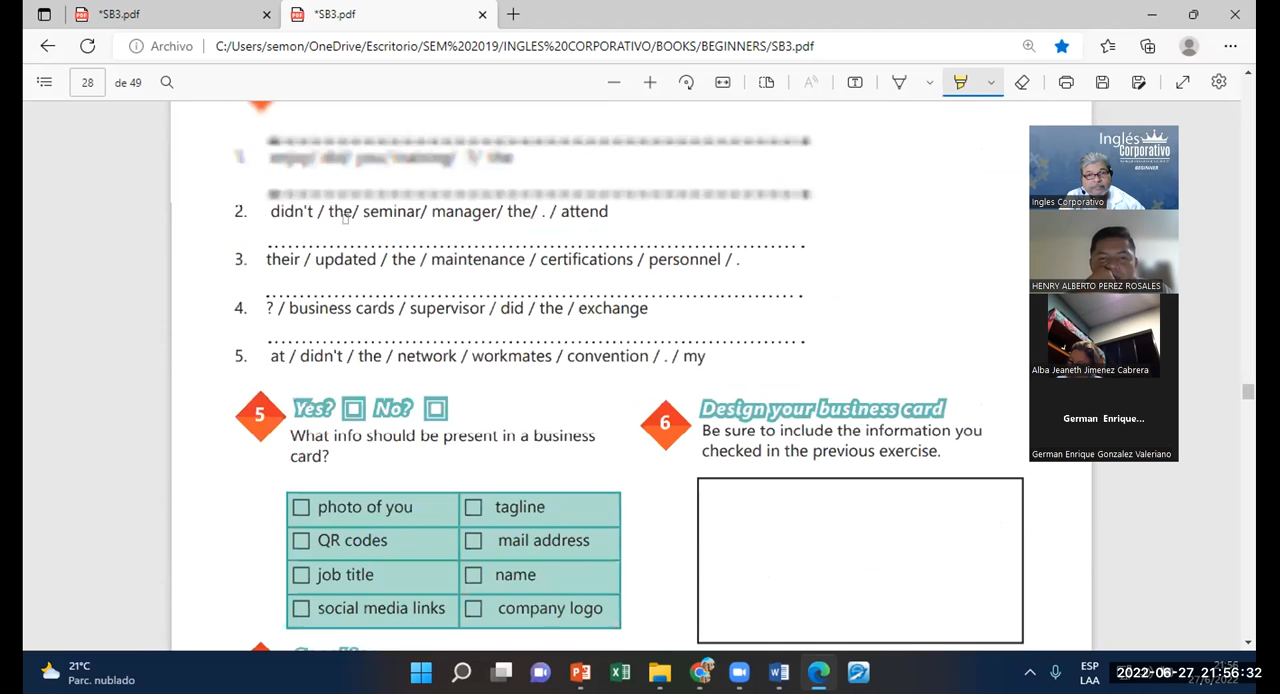 *SB3.pdf
*SB3.pdf
Archivo
C:/Users/semon/OneDrive/Escritorio/SEM%202019/INGLES%20CORPORATIVO/BOOKS/BEGINNERS/SB3.pdf
28
de 49
2. didn't / the/ seminar/ manager/ the/ . / attend
3. their / updated / the / maintenance / certifications / personnel / .
4. ? / business cards / supervisor / did / the / exchange
5. at / didn't / the / network / workmates / convention / . / my
5
Yes? No?
What info should be present in a business
card?
photo of you
tagline
QR codes
mail address
job title
name
social media links
company logo
6
Design your business card
Be sure to include the information you
checked in the previous exercise.
Inglés
Corporativo
BEGINNER
Ingles Corporativo
HENRY ALBERTO PEREZ ROSALES
Alba Jeaneth Jimenez Cabrera
German Enrique...
German Enrique Gonzalez Valeriano
21°C
Parc. nublado
ESP
LAA
2022-06-27, 21:56:32